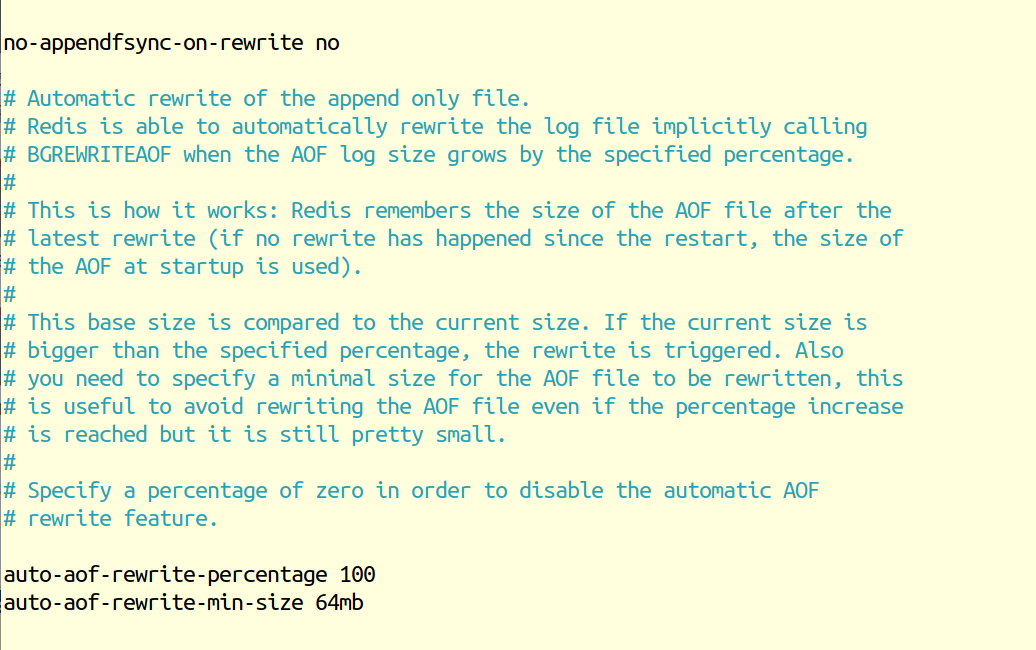 no-appendfsync-on-rewrite no
# Automatic rewrite of the append only file.
# Redis is able to automatically rewrite the log file implicitly calling
# BGREWRITEAOF when the AOF log size grows by the specified percentage.
#
# This is how it works: Redis remembers the size of the AOF file after the
# latest rewrite (if no rewrite has happened since the restart, the size of
# the AOF at startup is used).
#
# This base size is compared to the current size. If the current size is
# bigger than the specified percentage, the rewrite is triggered. Also
# you need to specify a minimal size for the AOF file to be rewritten, this
# is useful to avoid rewriting the AOF file even if the percentage increase
# is reached but it is still pretty small.
#
# Specify a percentage of zero in order to disable the automatic AOF
# rewrite feature.
auto-aof-rewrite-percentage 100
auto-aof-rewrite-min-size 64mb